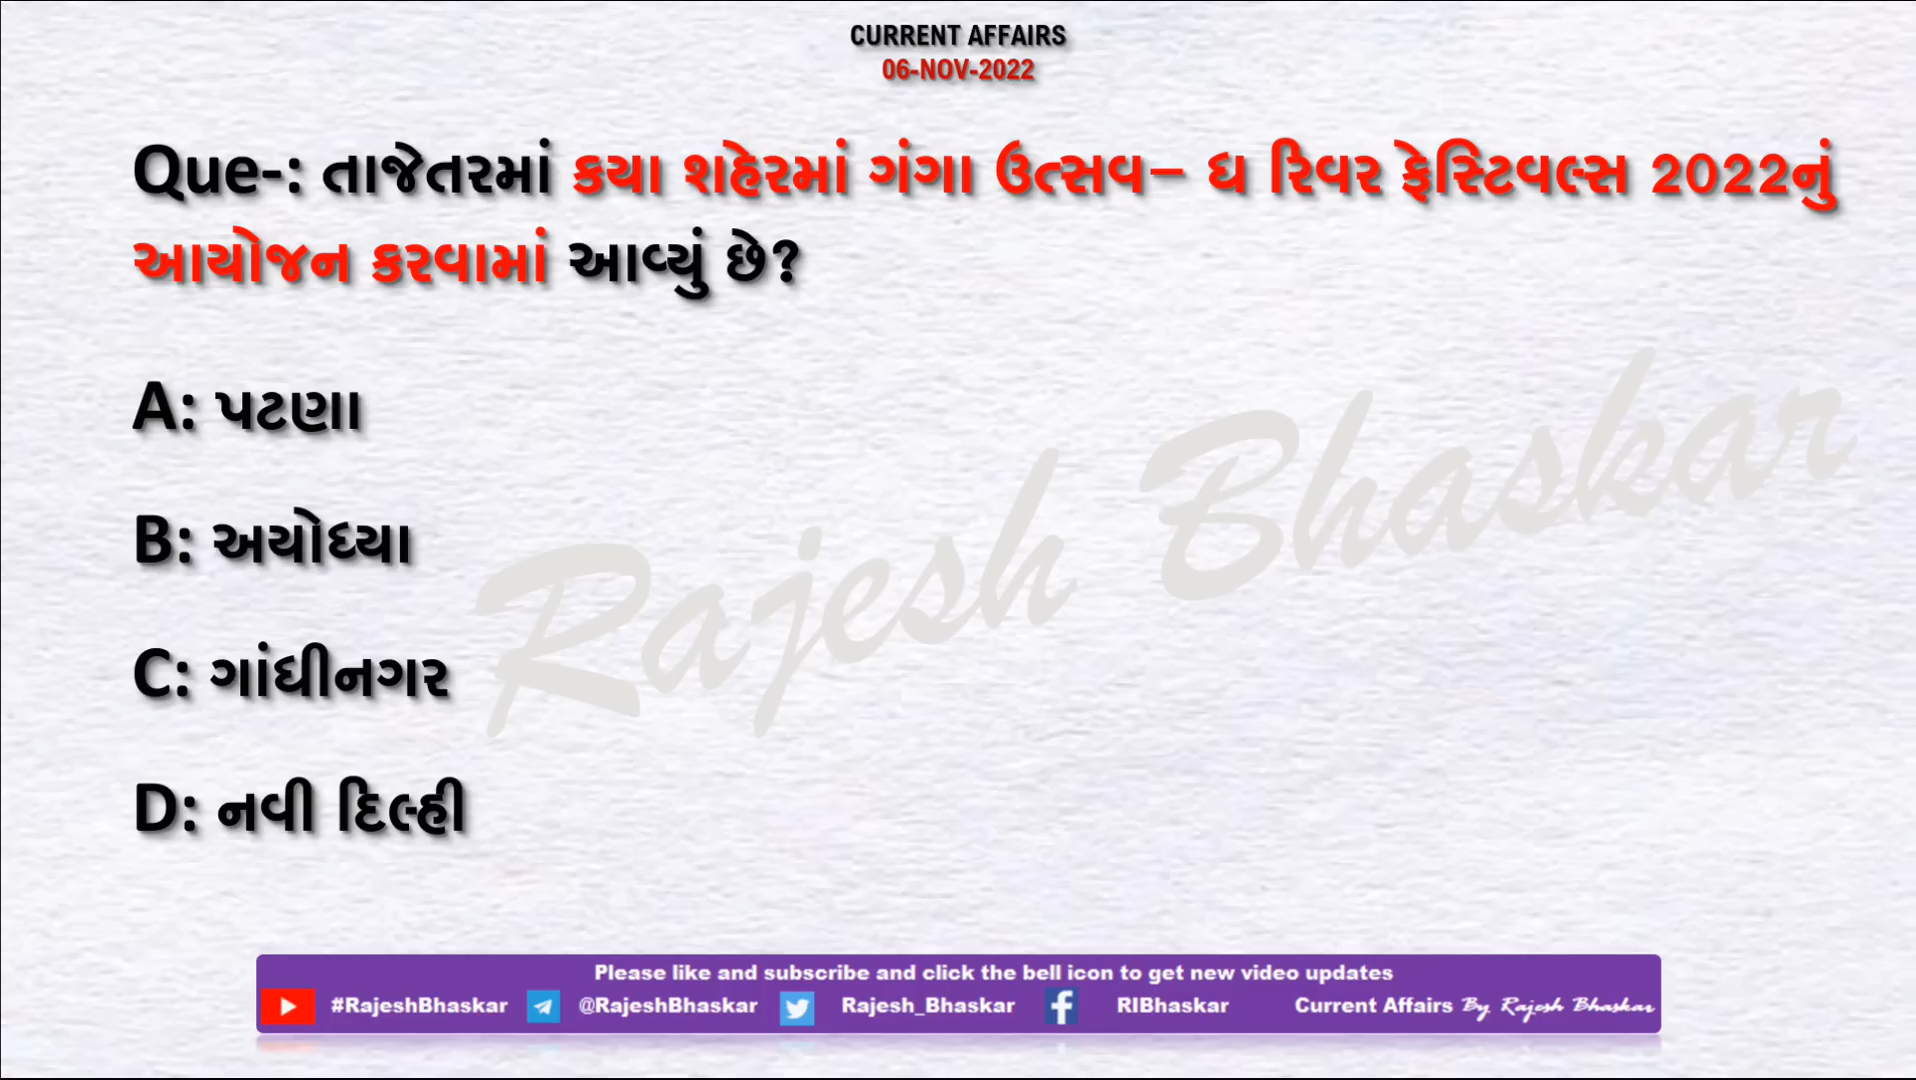 CURRENT AFFAIRS
06-NOV-2022
Que-: તાજેતરમાં કયા શહેરમાં ગંગા ઉત્સવ– ધ રિવર ફેસ્ટિવલ્સ 2022નું
આયોજન કરવામાં આવ્યું છે?
A: પટણા
B: અયોધ્યા
C: ગાંધીનગર
D: નવી દિલ્હી
Rajesh Bhaskar
Please like and subscribe and click the bell icon to get new video updates
#RajeshBhaskar @RajeshBhaskar Rajesh_Bhaskar RIBhaskar Current Affairs By Rajesh Bhaskar